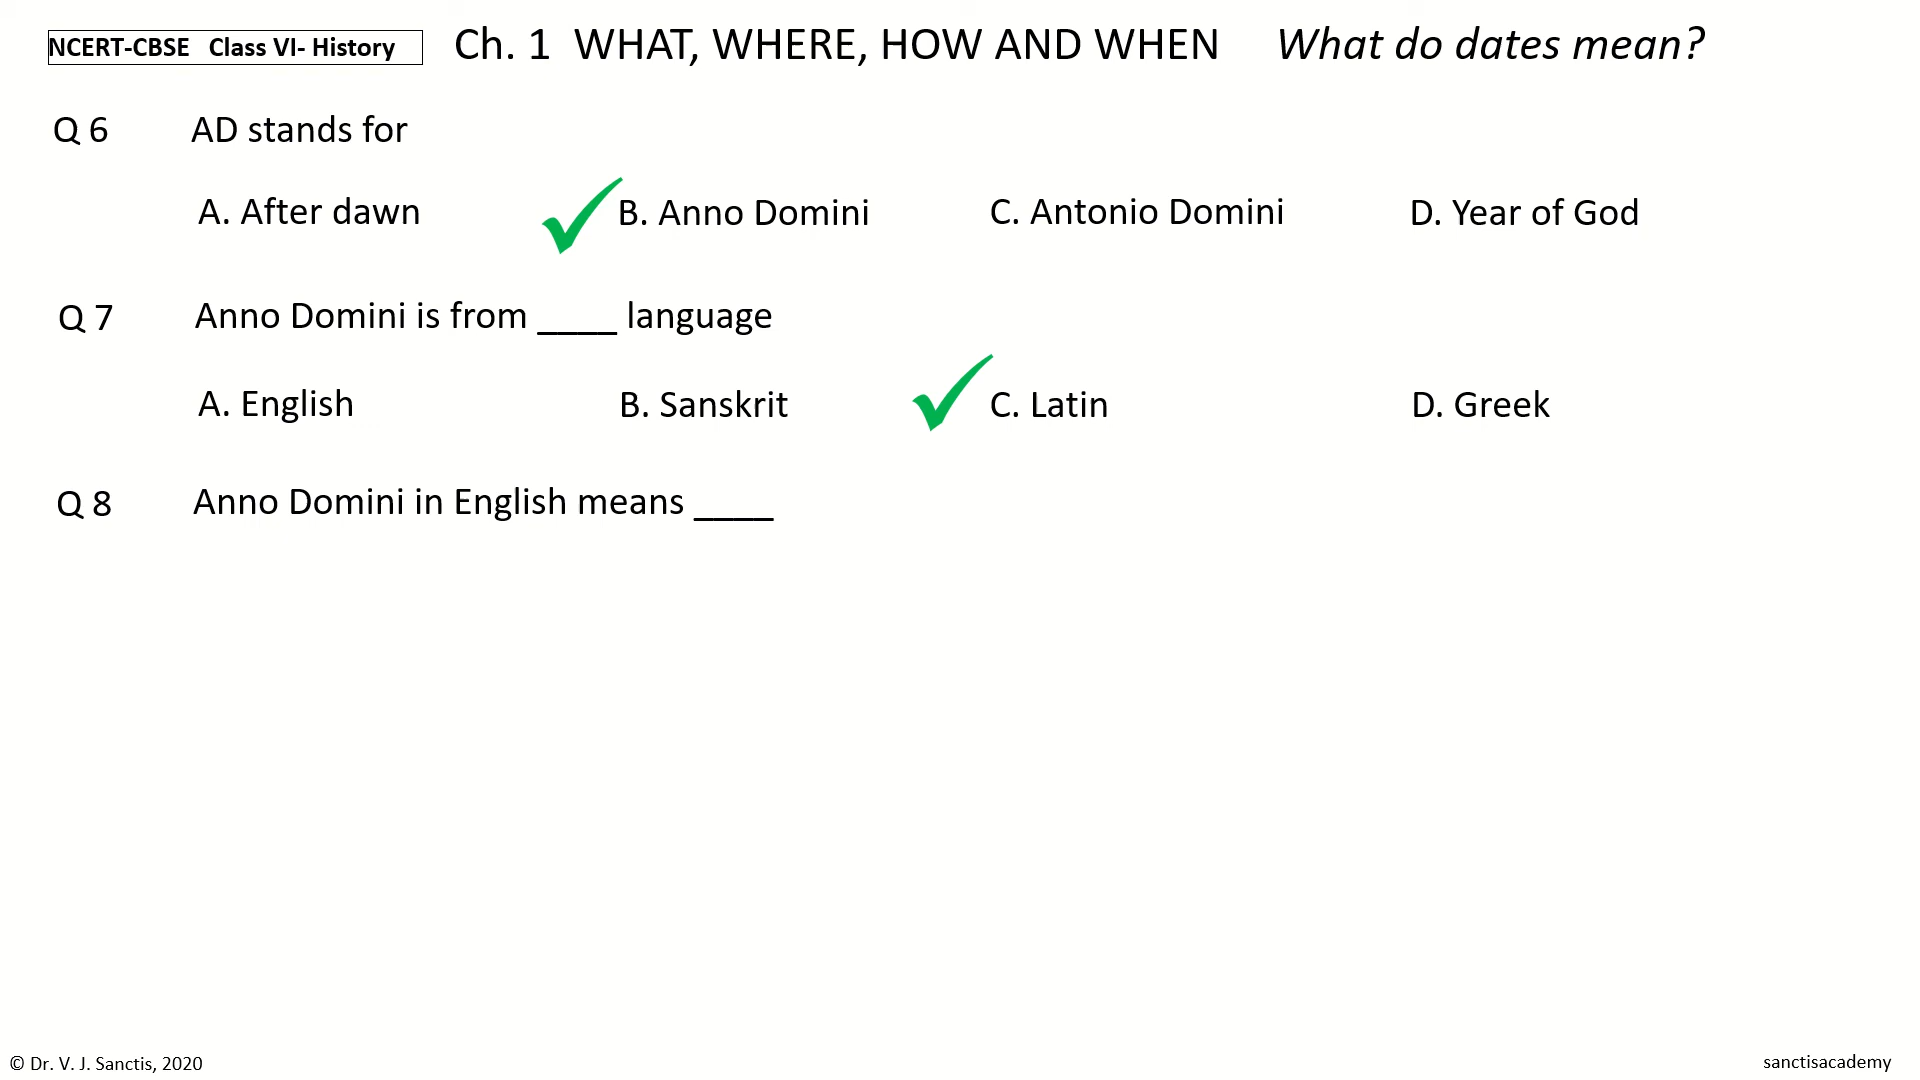 NCERT-CBSE Class VI- History Ch. 1 WHAT, WHERE, HOW AND WHEN What do dates mean?
Q 6 AD stands for
A. After dawn B. Anno Domini C. Antonio Domini D. Year of God
Q 7 Anno Domini is from ____ language
A. English B. Sanskrit C. Latin D. Greek
Q 8 Anno Domini in English means ____
© Dr. V. J. Sanctis, 2020 sanctisacademy